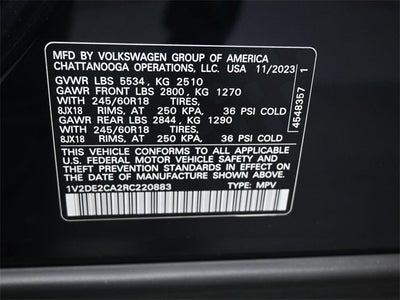 MFD BY VOLKSWAGEN GROUP OF AMERICA
CHATTANOOGA OPERATIONS, LLC. USA 11/2023
GVWR LBS 5534, KG 2510
GAWR FRONT LBS 2800, KG 1270
WITH 245/60R18 TIRES,
8JX18 RIMS, AT 250 KPA, 36 PSI COLD
GAWR REAR LBS 2844, KG 1290
WITH 245/60R18 TIRES,
8JX18 RIMS, AT 250 KPA, 36 PSI COLD
THIS VEHICLE CONFORMS TO ALL APPLICABLE
U.S. FEDERAL MOTOR VEHICLE SAFETY
AND THEFT PREVENTION STANDARDS IN EFFECT
ON THE DATE OF MANUFACTURE SHOWN ABOVE.
1V2DE2CA2RC220883 TYPE: MPV
4548357 1